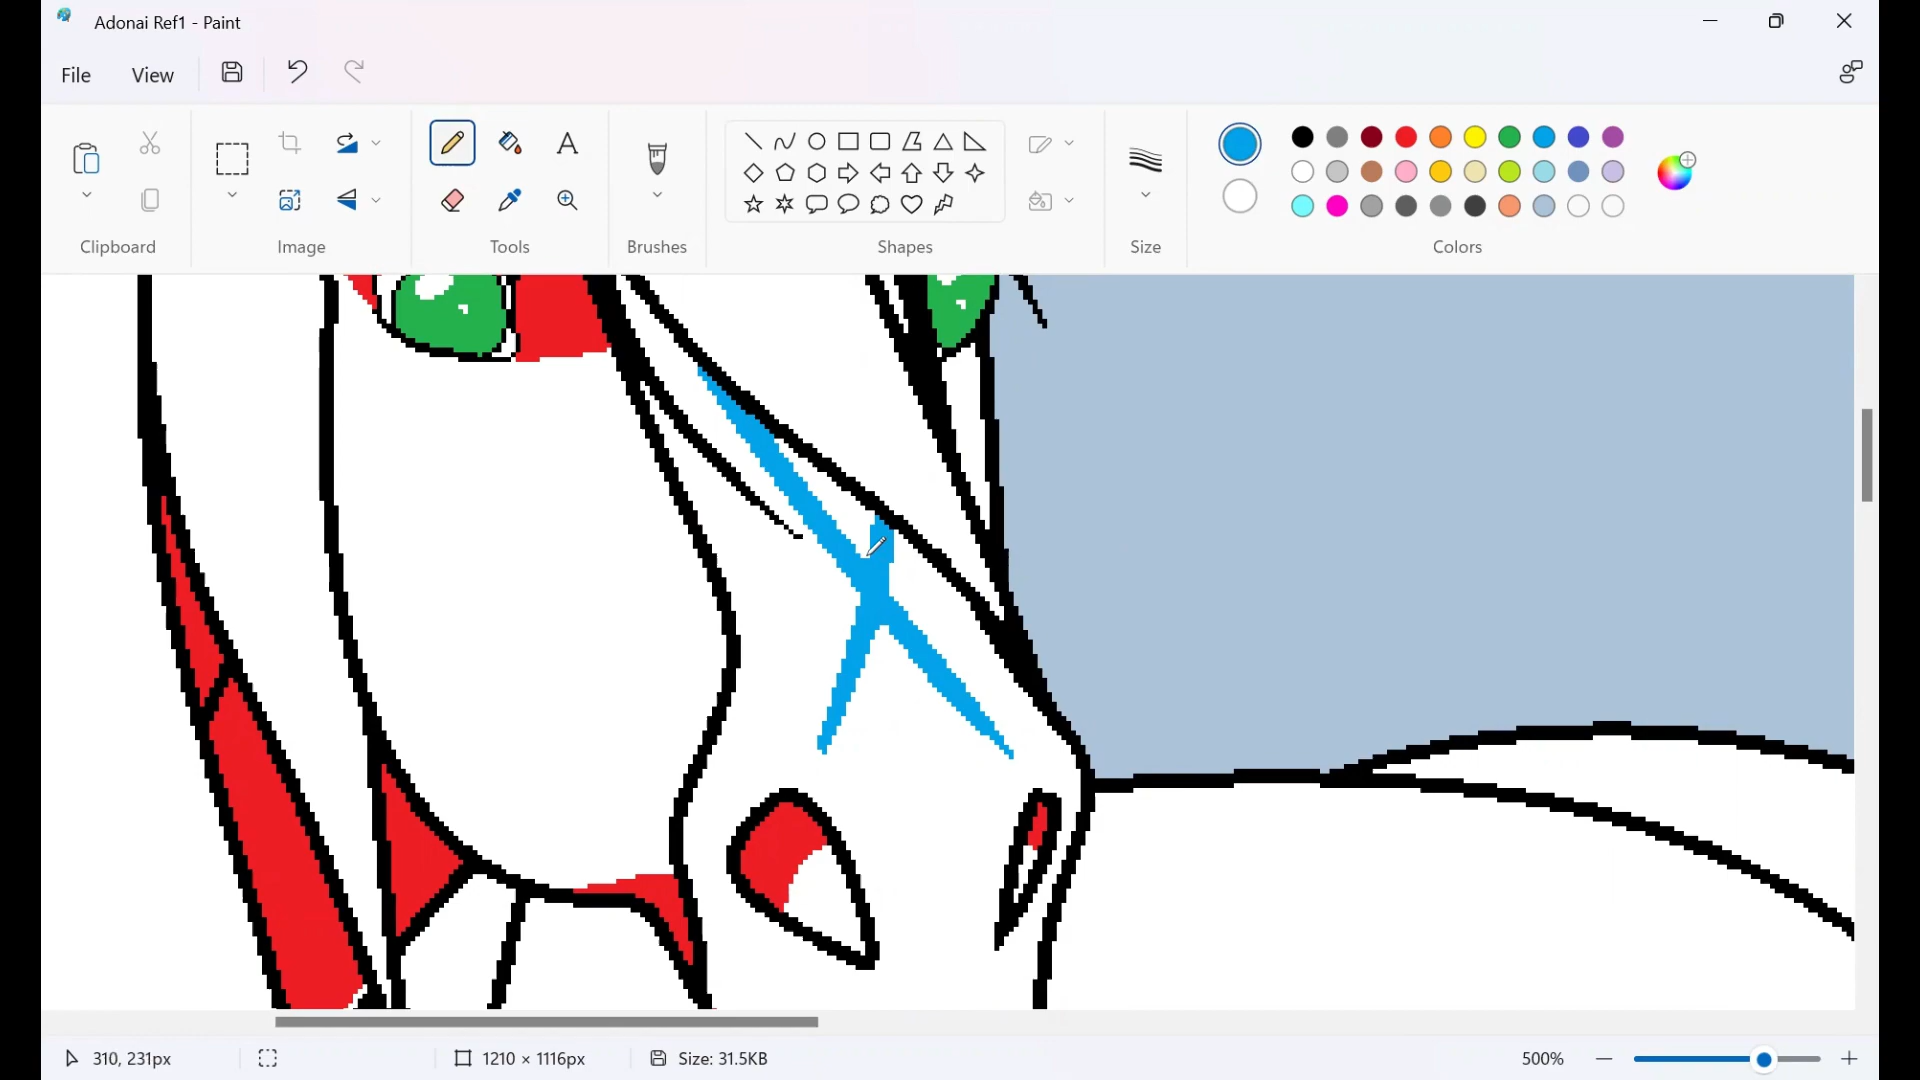 Adonai Ref1 - Paint
File View
A
Clipboard Image Tools Brushes Shapes Size Colors
310, 231px 1210 × 1116px Size: 31.5KB 500%